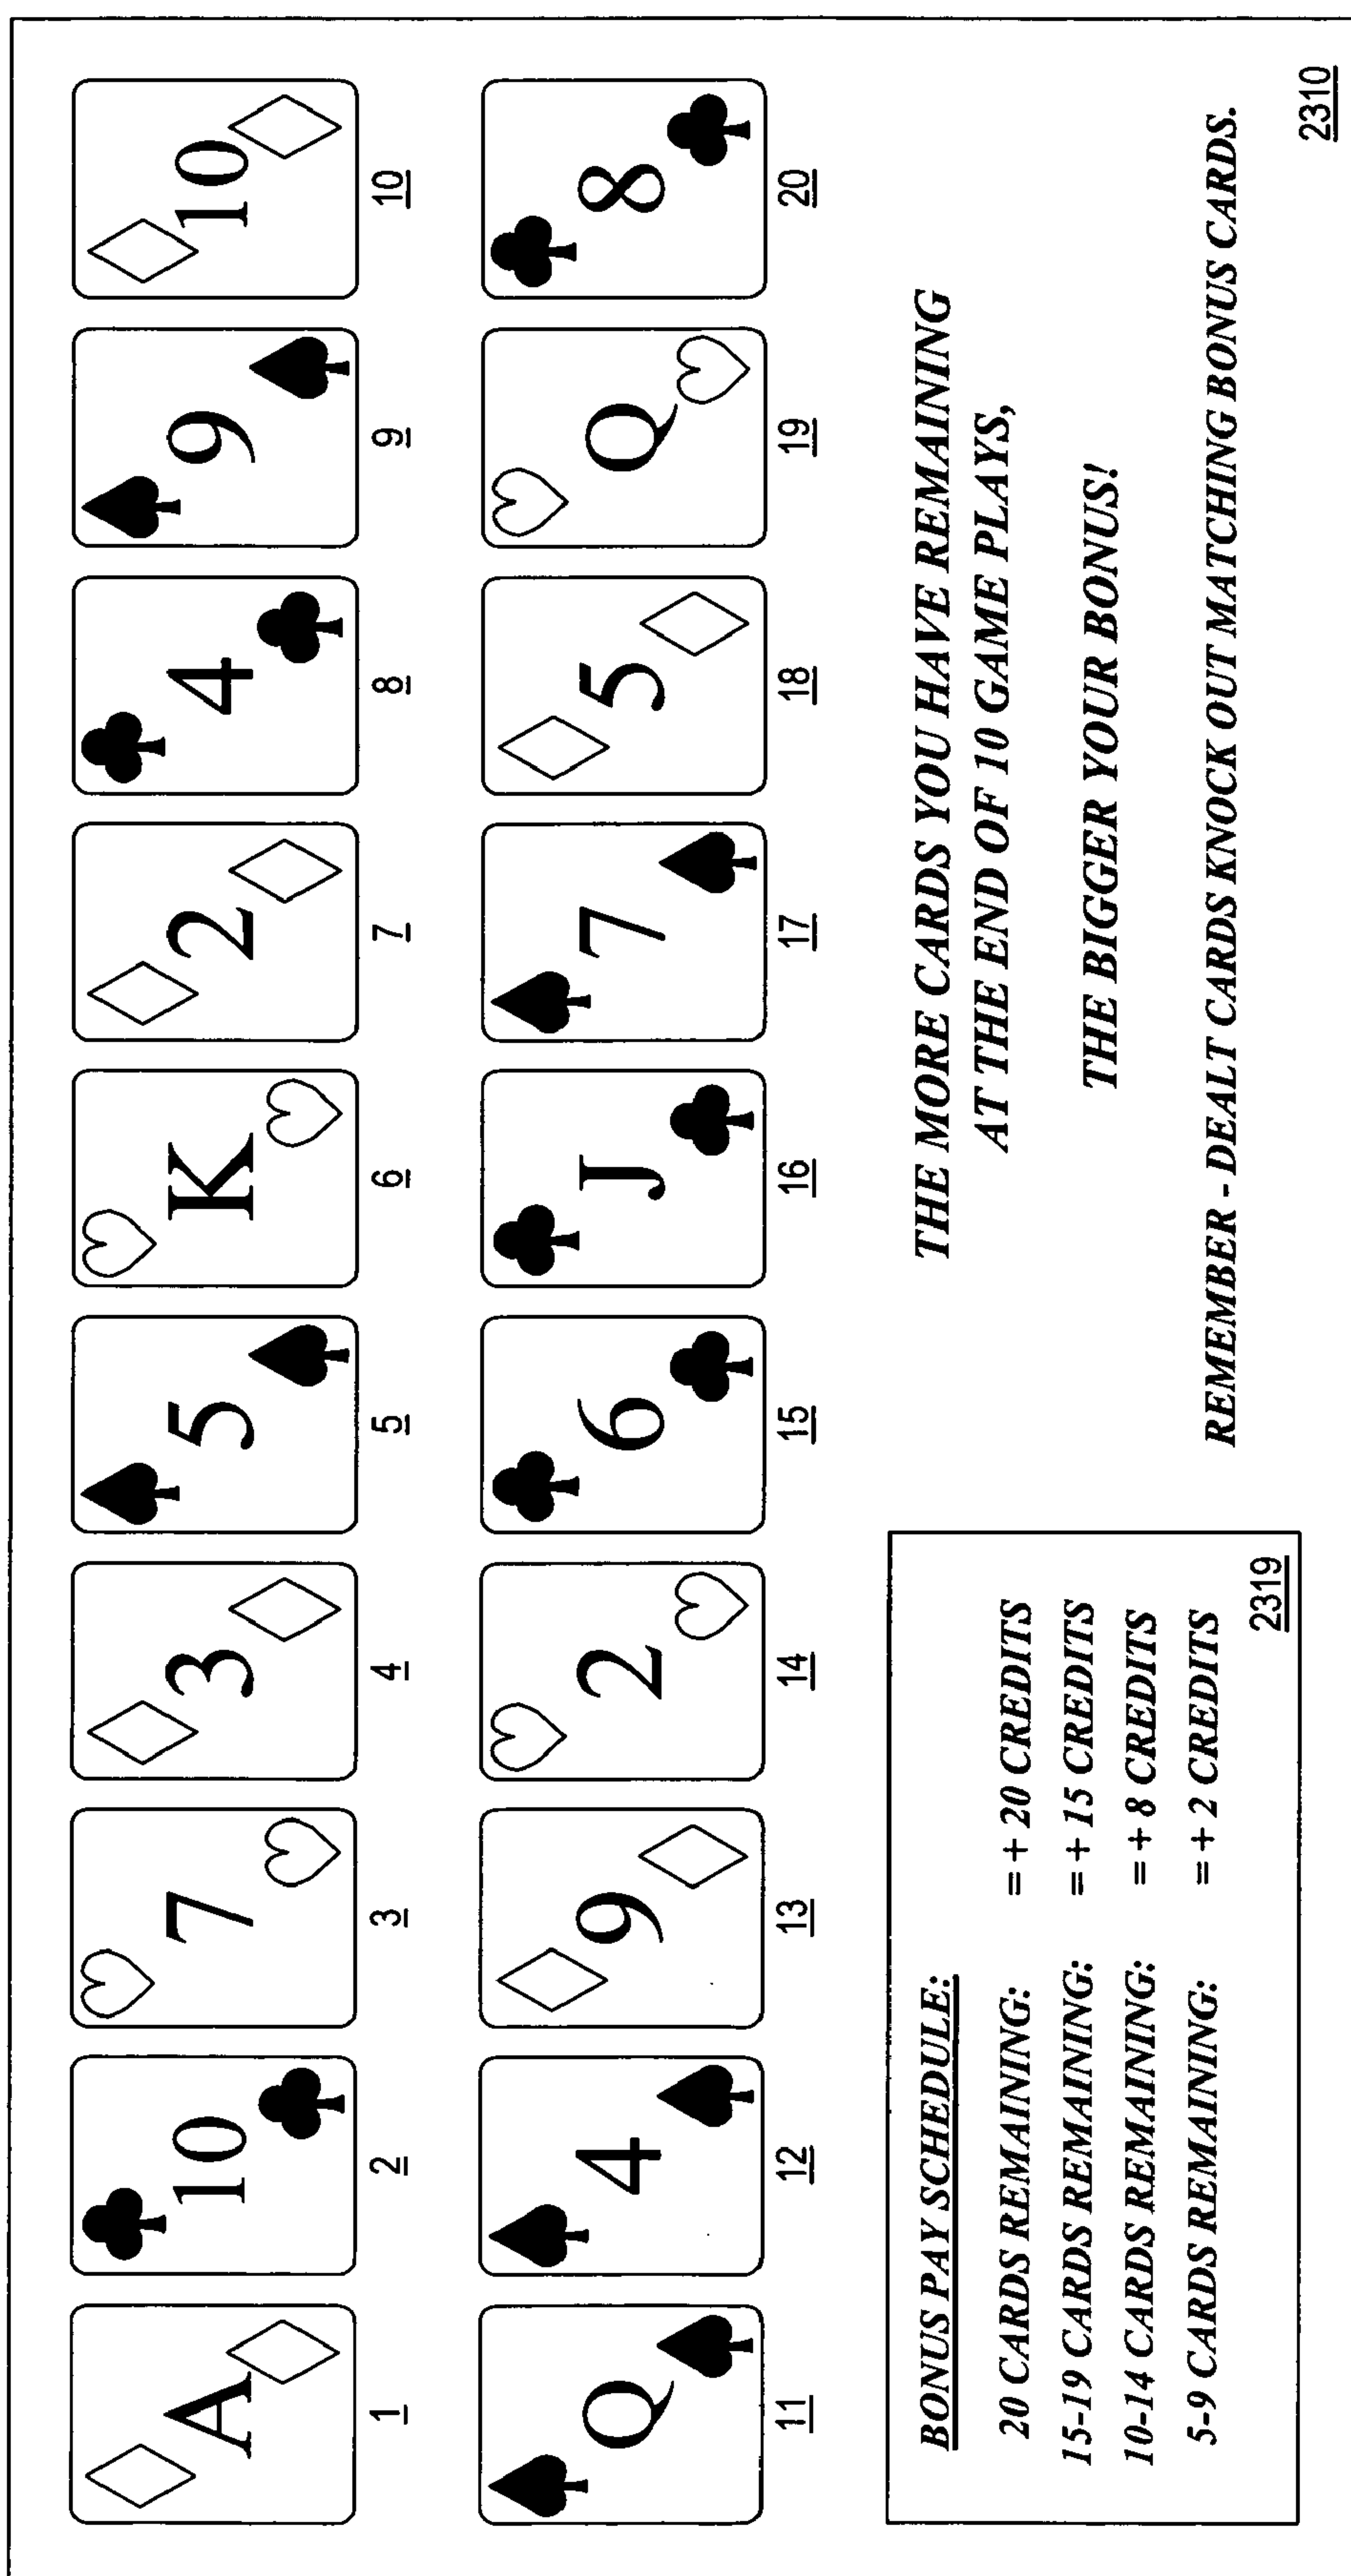 A 10 7 3 5 K 2 4 9 10
1 2 3 4 5 6 7 8 9 10
Q 4 9 2 6 J 7 5 Q 8
11 12 13 14 15 16 17 18 19 20
BONUS PAY SCHEDULE:
20 CARDS REMAINING: = + 20 CREDITS
15-19 CARDS REMAINING: = + 15 CREDITS
10-14 CARDS REMAINING: = + 8 CREDITS
5-9 CARDS REMAINING: = + 2 CREDITS
2319
THE MORE CARDS YOU HAVE REMAINING
AT THE END OF 10 GAME PLAYS,
THE BIGGER YOUR BONUS!
REMEMBER - DEALT CARDS KNOCK OUT MATCHING BONUS CARDS.
2310